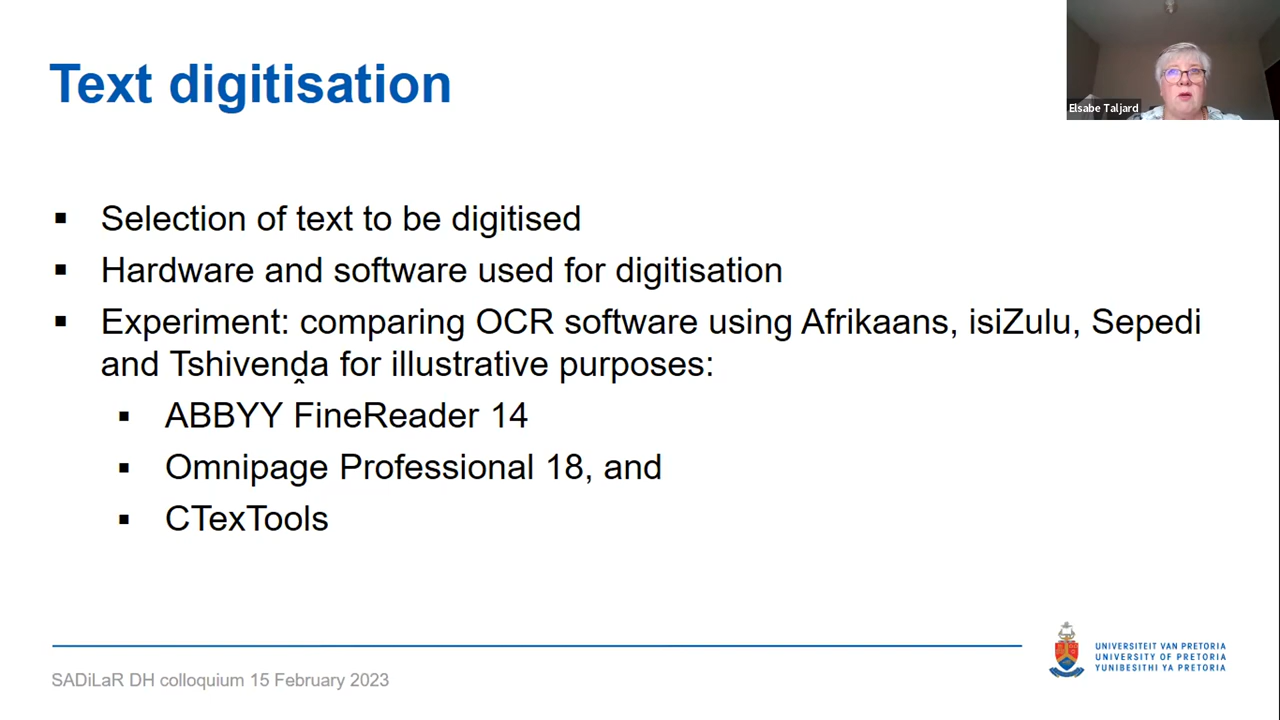 Text digitisation
Elsabe Taljard
▪ Selection of text to be digitised
▪ Hardware and software used for digitisation
▪ Experiment: comparing OCR software using Afrikaans, isiZulu, Sepedi
and Tshivenḓa for illustrative purposes:
▪ ABBYY FineReader 14
▪ Omnipage Professional 18, and
▪ CTexTools
SADiLaR DH colloquium 15 February 2023
UNIVERSITEIT VAN PRETORIA
UNIVERSITY OF PRETORIA
YUNIBESITHI YA PRETORIA